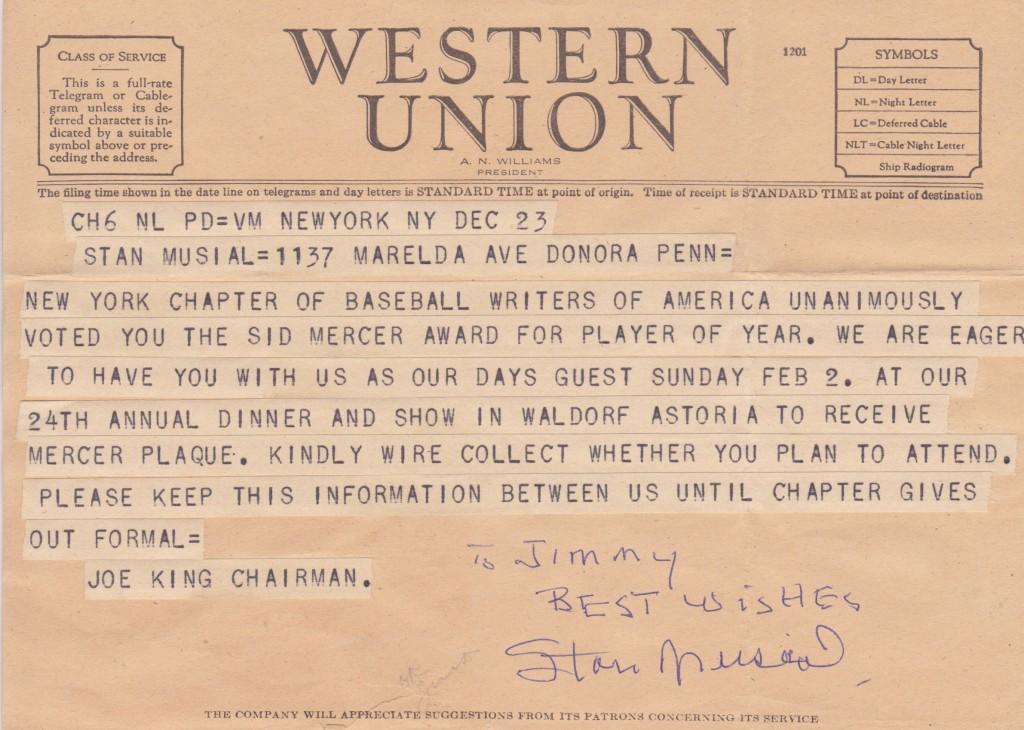 CLASS OF SERVICE
This is a full-rate
Telegram or Cable-
gram unless its de-
ferred character is in-
dicated by a suitable
symbol above or pre-
ceding the address.
WESTERN
UNION
A. N. WILLIAMS
PRESIDENT
1201
SYMBOLS
DL=Day Letter
NL=Night Letter
LC=Deferred Cable
NLT=Cable Night Letter
Ship Radiogram
The filing time shown in the date line on telegrams and day letters is STANDARD TIME at point of origin. Time of receipt is STANDARD TIME at point of destination
CH6 NL PD=VM NEWYORK NY DEC 23
STAN MUSIAL=1137 MARELDA AVE DONORA PENN=
NEW YORK CHAPTER OF BASEBALL WRITERS OF AMERICA UNANIMOUSLY
VOTED YOU THE SID MERCER AWARD FOR PLAYER OF YEAR. WE ARE EAGER
TO HAVE YOU WITH US AS OUR DAYS GUEST SUNDAY FEB 2. AT OUR
24TH ANNUAL DINNER AND SHOW IN WALDORF ASTORIA TO RECEIVE
MERCER PLAQUE. KINDLY WIRE COLLECT WHETHER YOU PLAN TO ATTEND.
PLEASE KEEP THIS INFORMATION BETWEEN US UNTIL CHAPTER GIVES
OUT FORMAL=
JOE KING CHAIRMAN.
To Jimmy
BEST WiSHES
Stan Musial
THE COMPANY WILL APPRECIATE SUGGESTIONS FROM ITS PATRONS CONCERNING ITS SERVICE